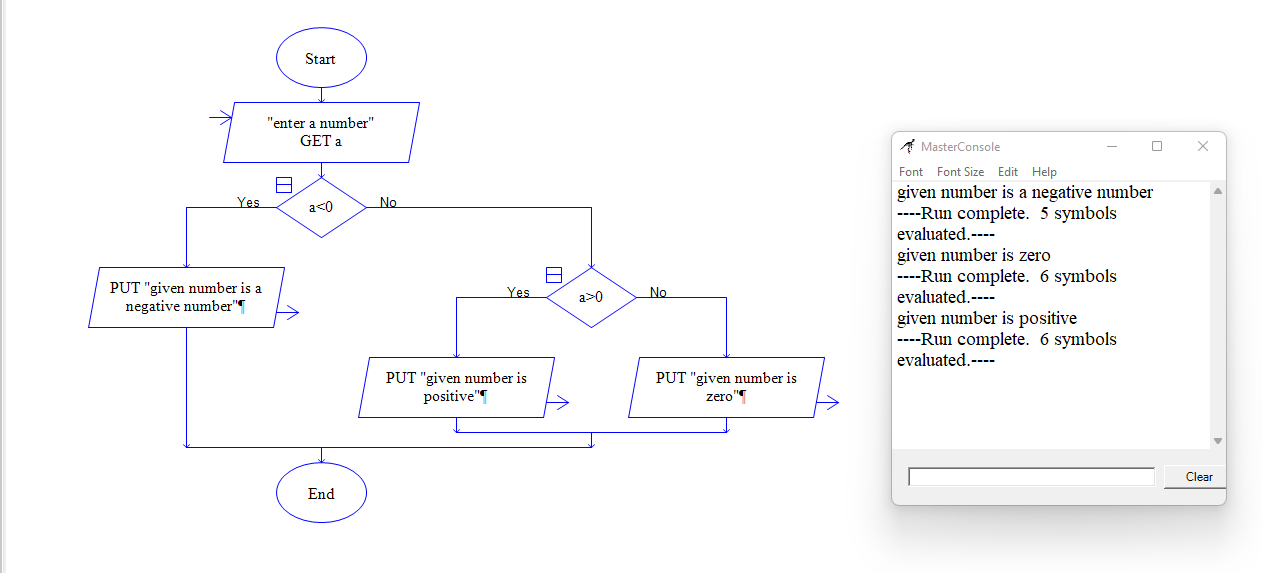 Start
"enter a number"
GET a
Yes
a<0
No
PUT "given number is a
negative number"¶
Yes
a>0
No
PUT "given number is
positive"¶
PUT "given number is
zero"¶
End
MasterConsole
Font Font Size Edit Help
given number is a negative number
----Run complete.  5 symbols
evaluated.----
given number is zero
----Run complete.  6 symbols
evaluated.----
given number is positive
----Run complete.  6 symbols
evaluated.----
Clear